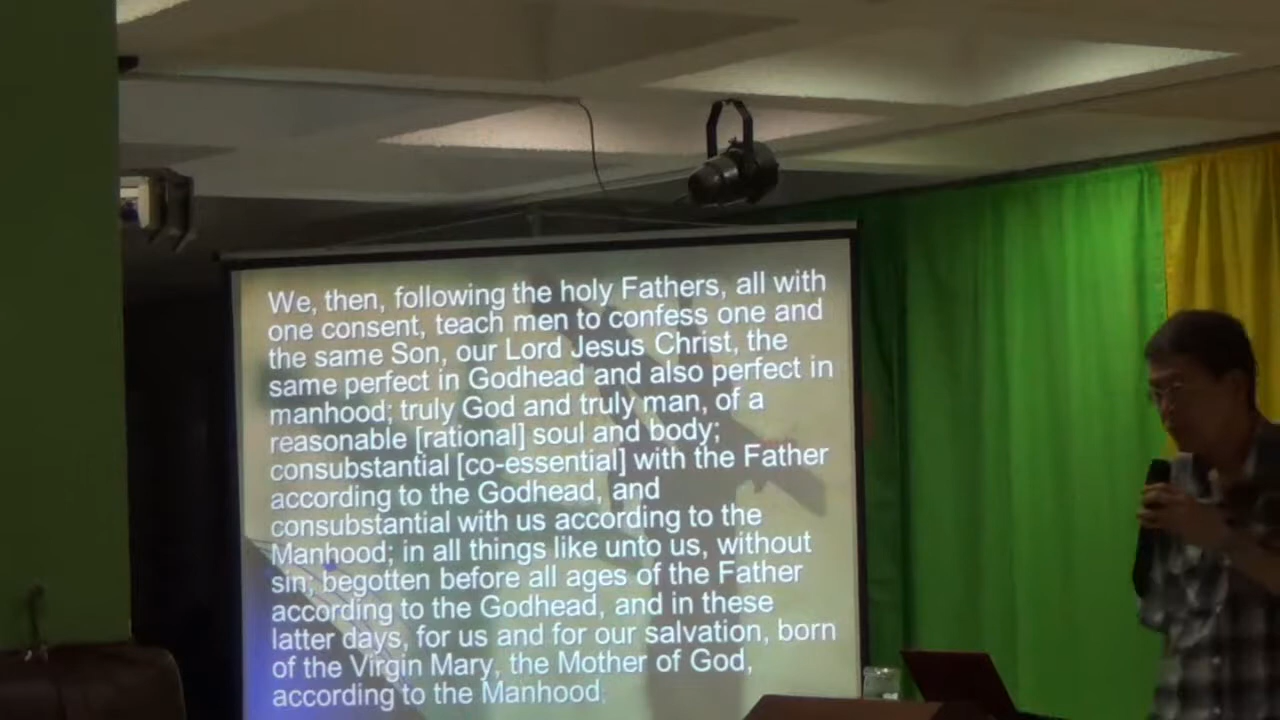 We, then, following the holy Fathers, all with
one consent, teach men to confess one and
the same Son, our Lord Jesus Christ, the
same perfect in Godhead and also perfect in
manhood; truly God and truly man, of a
reasonable [rational] soul and body;
consubstantial [co-essential] with the Father
according to the Godhead, and
consubstantial with us according to the
Manhood; in all things like unto us, without
sin; begotten before all ages of the Father
according to the Godhead, and in these
latter days, for us and for our salvation, born
of the Virgin Mary, the Mother of God,
according to the Manhood;